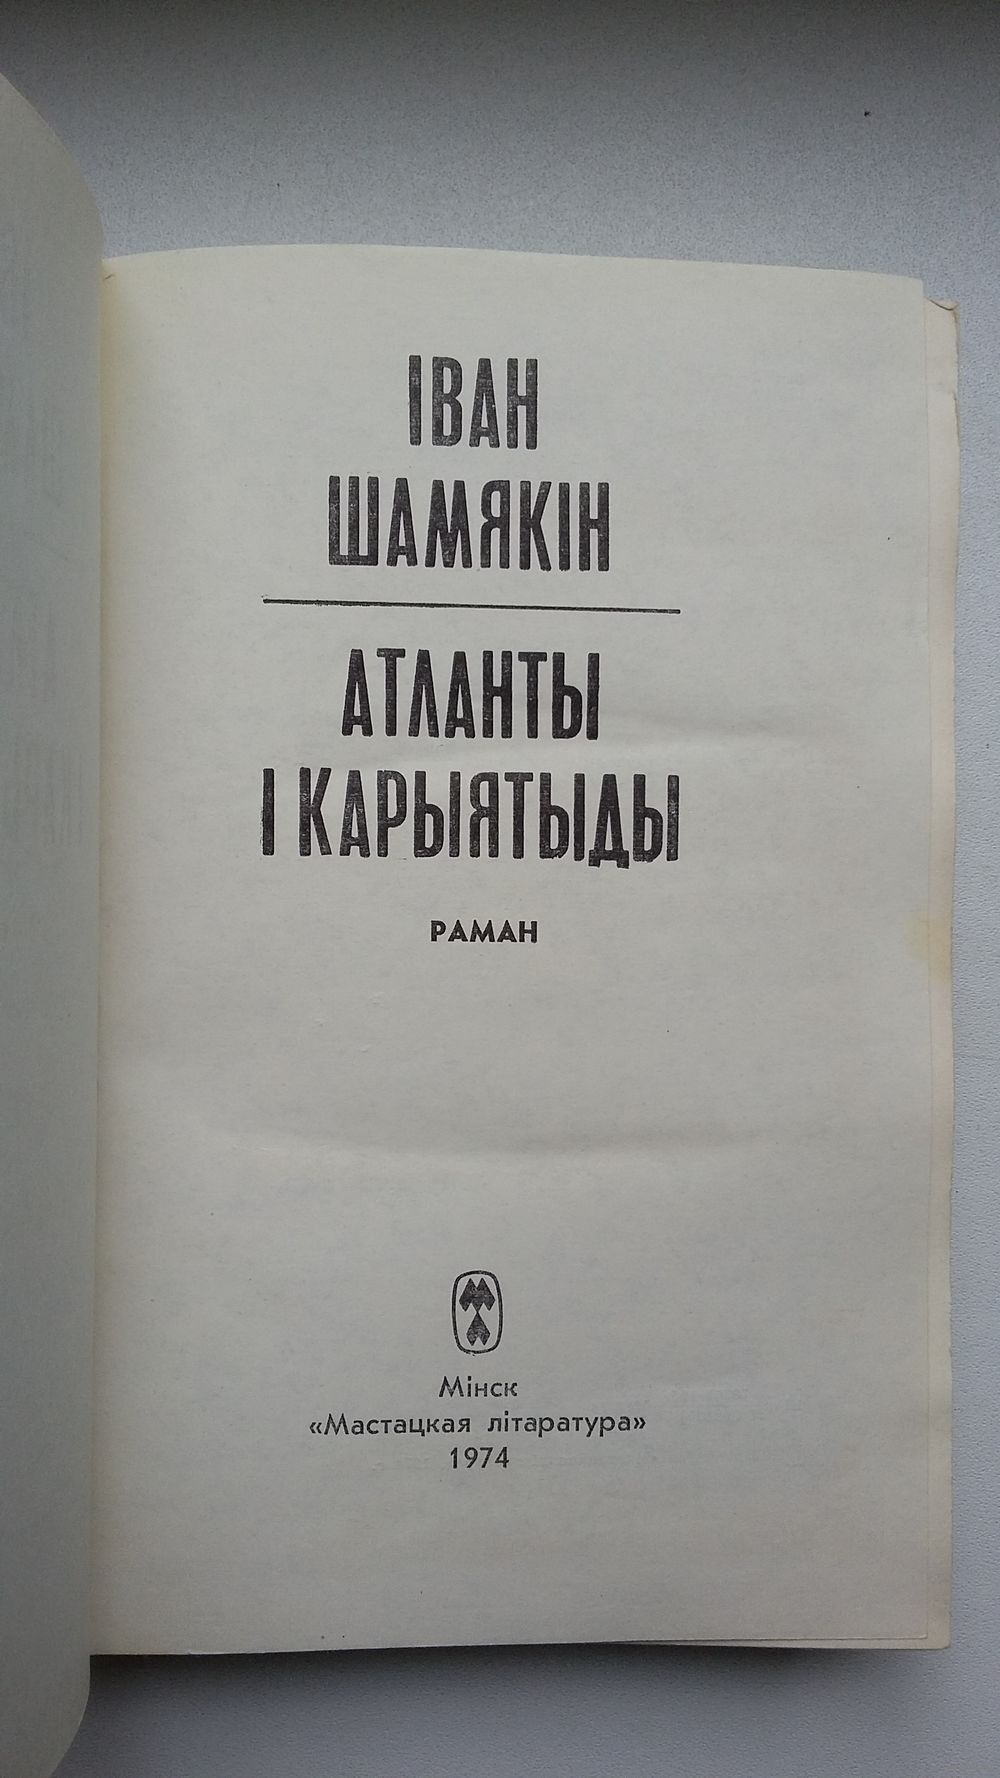 ІВАН
ШАМЯКІН
АТЛАНТЫ
І КАРЫЯТЫДЫ
РАМАН
Мінск
«Мастацкая літаратура»
1974